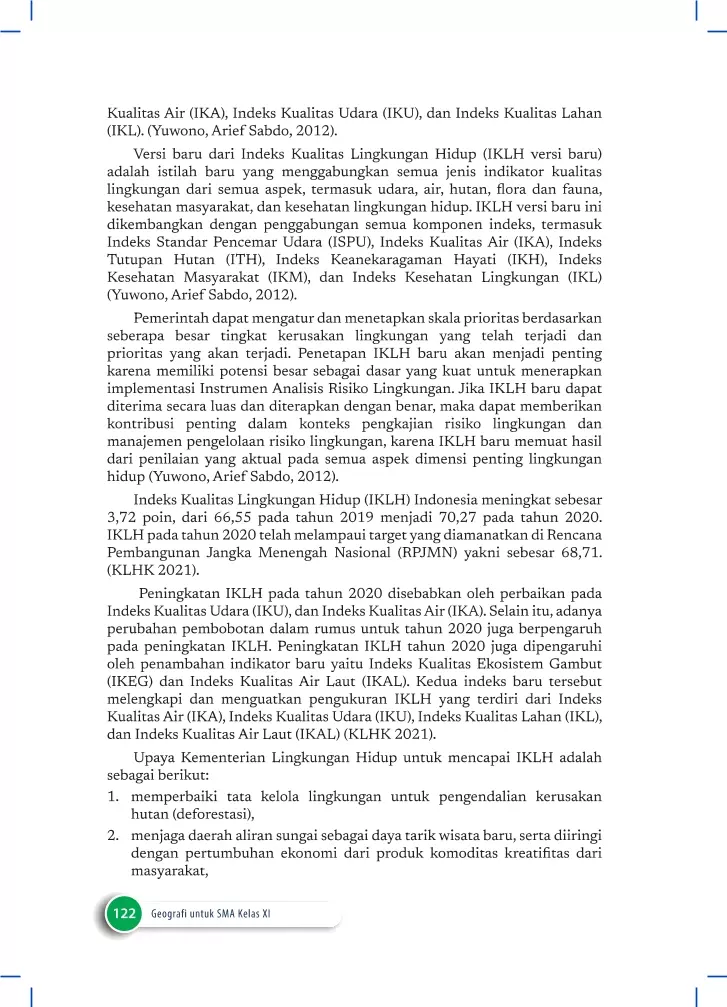 Kualitas Air (IKA), Indeks Kualitas Udara (IKU), dan Indeks Kualitas Lahan
(IKL). (Yuwono, Arief Sabdo, 2012).
Versi baru dari Indeks Kualitas Lingkungan Hidup (IKLH versi baru)
adalah istilah baru yang menggabungkan semua jenis indikator kualitas
lingkungan dari semua aspek, termasuk udara, air, hutan, flora dan fauna,
kesehatan masyarakat, dan kesehatan lingkungan hidup. IKLH versi baru ini
dikembangkan dengan penggabungan semua komponen indeks, termasuk
Indeks Standar Pencemar Udara (ISPU), Indeks Kualitas Air (IKA), Indeks
Tutupan Hutan (ITH), Indeks Keanekaragaman Hayati (IKH), Indeks
Kesehatan Masyarakat (IKM), dan Indeks Kesehatan Lingkungan (IKL)
(Yuwono, Arief Sabdo, 2012).
Pemerintah dapat mengatur dan menetapkan skala prioritas berdasarkan
seberapa besar tingkat kerusakan lingkungan yang telah terjadi dan
prioritas yang akan terjadi. Penetapan IKLH baru akan menjadi penting
karena memiliki potensi besar sebagai dasar yang kuat untuk menerapkan
implementasi Instrumen Analisis Risiko Lingkungan. Jika IKLH baru dapat
diterima secara luas dan diterapkan dengan benar, maka dapat memberikan
kontribusi penting dalam konteks pengkajian risiko lingkungan dan
manajemen pengelolaan risiko lingkungan, karena IKLH baru memuat hasil
dari penilaian yang aktual pada semua aspek dimensi penting lingkungan
hidup (Yuwono, Arief Sabdo, 2012).
Indeks Kualitas Lingkungan Hidup (IKLH) Indonesia meningkat sebesar
3,72 poin, dari 66,55 pada tahun 2019 menjadi 70,27 pada tahun 2020.
IKLH pada tahun 2020 telah melampaui target yang diamanatkan di Rencana
Pembangunan Jangka Menengah Nasional (RPJMN) yakni sebesar 68,71.
(KLHK 2021).
Peningkatan IKLH pada tahun 2020 disebabkan oleh perbaikan pada
Indeks Kualitas Udara (IKU), dan Indeks Kualitas Air (IKA). Selain itu, adanya
perubahan pembobotan dalam rumus untuk tahun 2020 juga berpengaruh
pada peningkatan IKLH. Peningkatan IKLH tahun 2020 juga dipengaruhi
oleh penambahan indikator baru yaitu Indeks Kualitas Ekosistem Gambut
(IKEG) dan Indeks Kualitas Air Laut (IKAL). Kedua indeks baru tersebut
melengkapi dan menguatkan pengukuran IKLH yang terdiri dari Indeks
Kualitas Air (IKA), Indeks Kualitas Udara (IKU), Indeks Kualitas Lahan (IKL),
dan Indeks Kualitas Air Laut (IKAL) (KLHK 2021).
Upaya Kementerian Lingkungan Hidup untuk mencapai IKLH adalah
sebagai berikut:
1. memperbaiki tata kelola lingkungan untuk pengendalian kerusakan
hutan (deforestasi),
2. menjaga daerah aliran sungai sebagai daya tarik wisata baru, serta diiringi
dengan pertumbuhan ekonomi dari produk komoditas kreatifitas dari
masyarakat,
122 Geografi untuk SMA Kelas XI